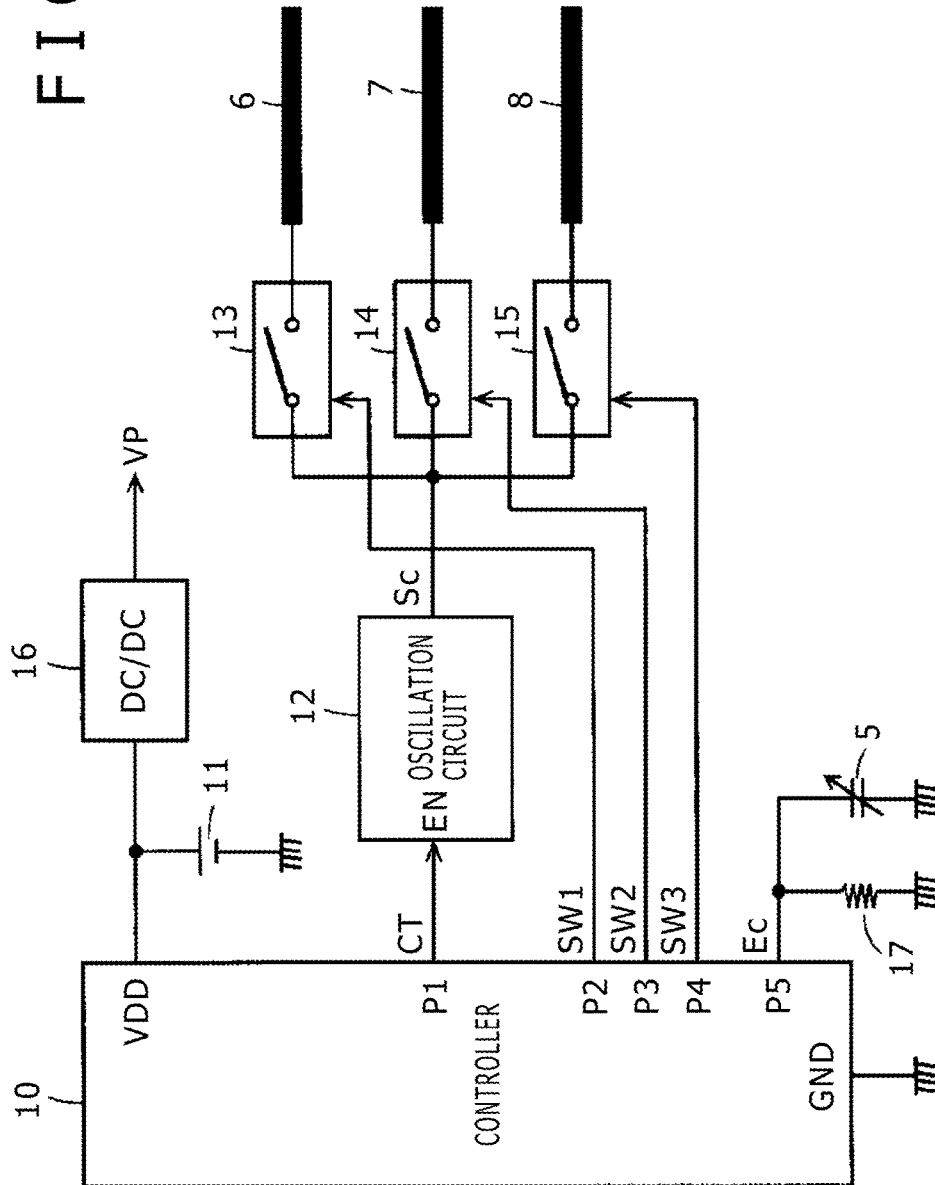 FI
6
7
8
13
14
15
VP
16
DC/DC
11
Sc
12
EN
OSCILLATION
CIRCUIT
5
CT
SW1
SW2
SW3
Ec
17
10
VDD
P1
P2
P3
P4
P5
CONTROLLER
GND